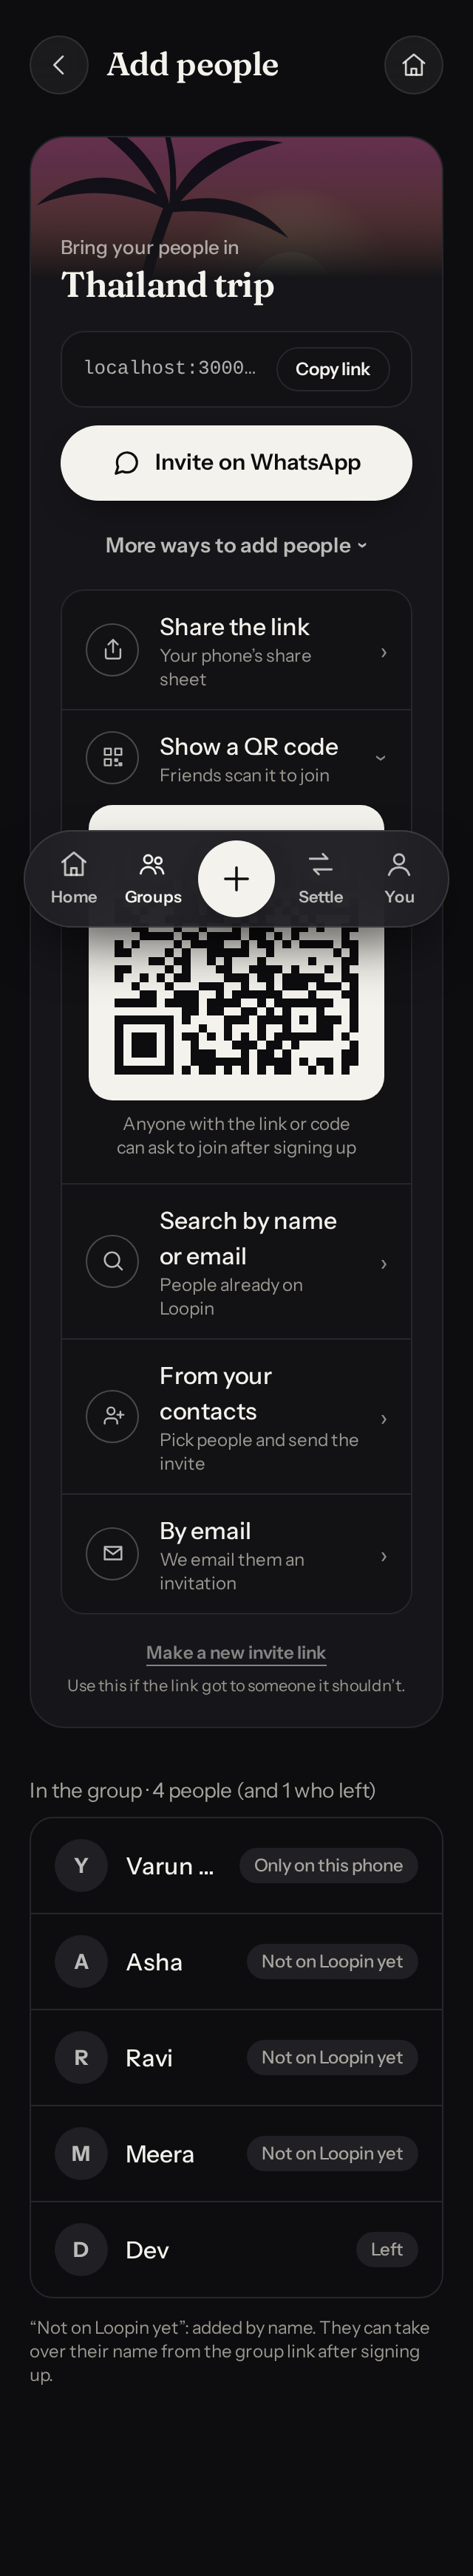 Add people
Bring your people in
Thailand trip
localhost:3000…
Copy link
Invite on WhatsApp
More ways to add people
Share the link
Your phone’s share
sheet
Show a QR code
Friends scan it to join
Home
Groups
Settle
You
Anyone with the link or code
can ask to join after signing up
Search by name
or email
People already on
Loopin
From your
contacts
Pick people and send the
invite
By email
We email them an
invitation
Make a new invite link
Use this if the link got to someone it shouldn’t.
In the group · 4 people (and 1 who left)
Y
Varun …
Only on this phone
A
Asha
Not on Loopin yet
R
Ravi
Not on Loopin yet
M
Meera
Not on Loopin yet
D
Dev
Left
“Not on Loopin yet”: added by name. They can take
over their name from the group link after signing
up.